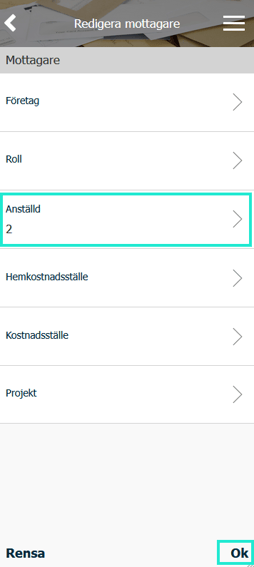 Redigera mottagare
Mottagare
Företag
Roll
Anställd
2
Hemkostnadsställe
Kostnadsställe
Projekt
Rensa
Ok